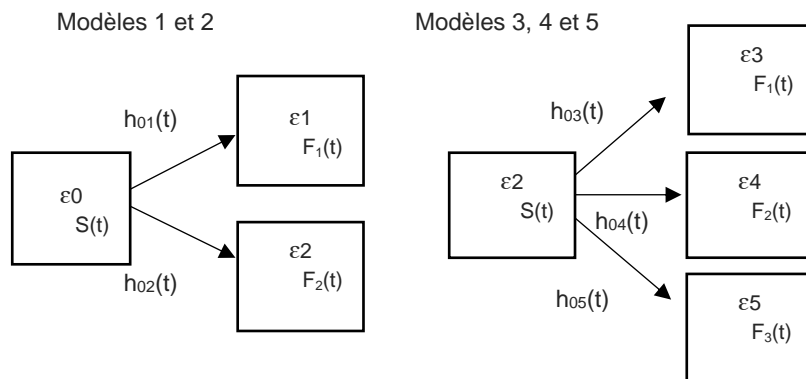 Modèles 1 et 2
h01(t)
ε0
S(t)
h02(t)
ε1
F1(t)
ε2
F2(t)
Modèles 3, 4 et 5
h03(t)
ε2
S(t)
h04(t)
h05(t)
ε3
F1(t)
ε4
F2(t)
ε5
F3(t)